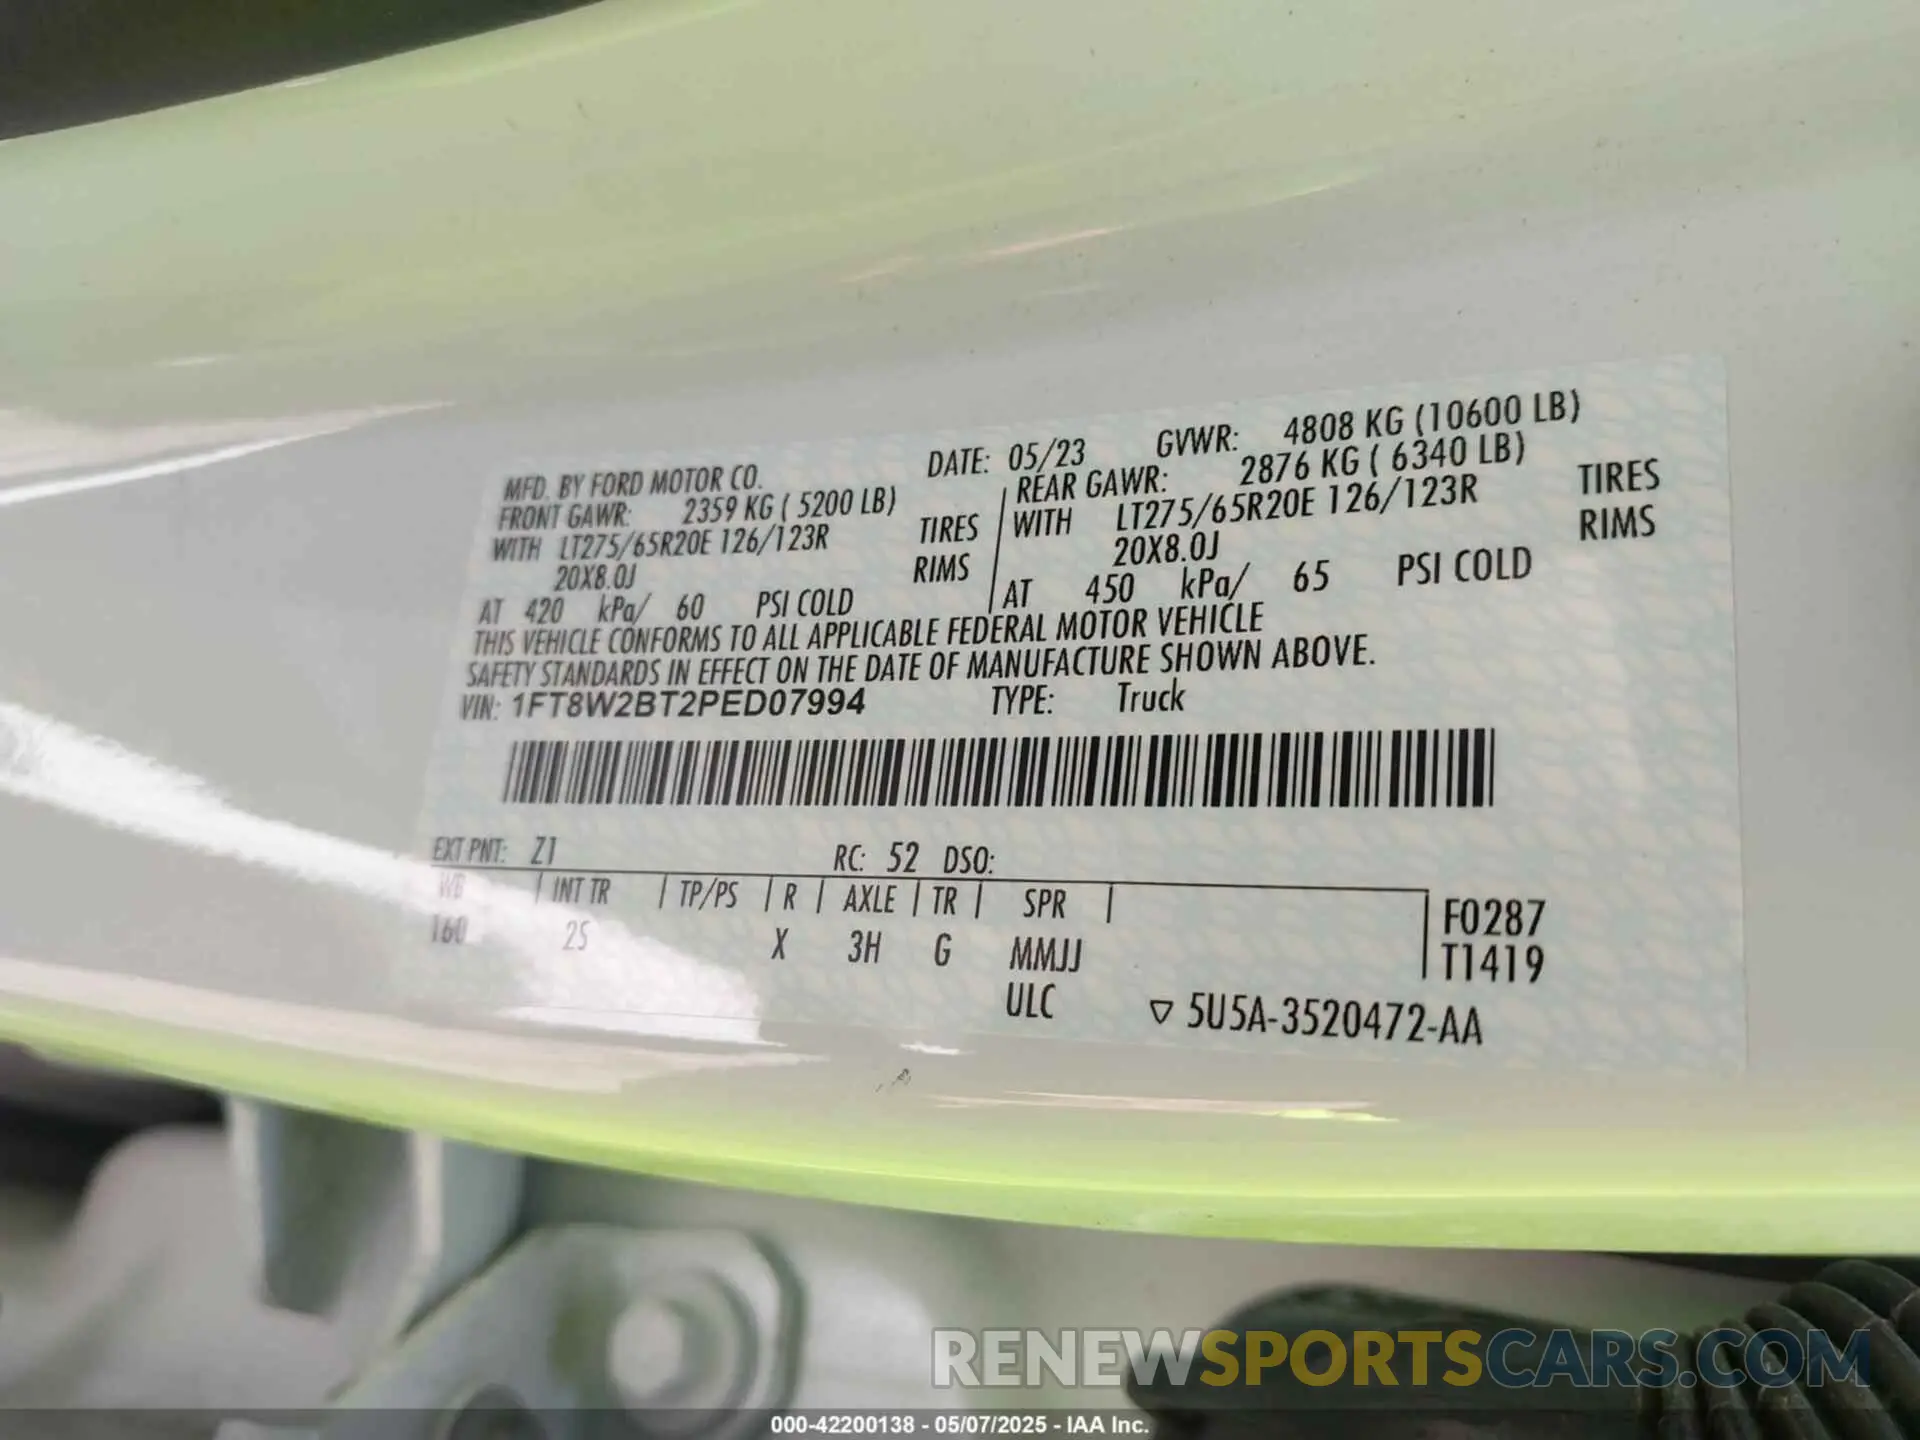 MFD. BY FORD MOTOR CO. DATE: 05/23 GVWR: 4808 KG (10600 LB)
FRONT GAWR: 2359 KG ( 5200 LB) REAR GAWR: 2876 KG ( 6340 LB)
WITH LT275/65R20E 126/123R TIRES WITH LT275/65R20E 126/123R TIRES
20X8.0J RIMS 20X8.0J RIMS
AT 420 kPa/ 60 PSI COLD AT 450 kPa/ 65 PSI COLD
THIS VEHICLE CONFORMS TO ALL APPLICABLE FEDERAL MOTOR VEHICLE
SAFETY STANDARDS IN EFFECT ON THE DATE OF MANUFACTURE SHOWN ABOVE.
VIN: 1FT8W2BT2PED07994 TYPE: Truck
EXT PNT: Z1 RC: 52 DSO:
WB INT TR TP/PS R AXLE TR SPR F0287
160 2S X 3H G MMJJ T1419
ULC ▽ 5U5A-3520472-AA
RENEWSPORTSCARS.COM
000-42200138 - 05/07/2025 - IAA Inc.